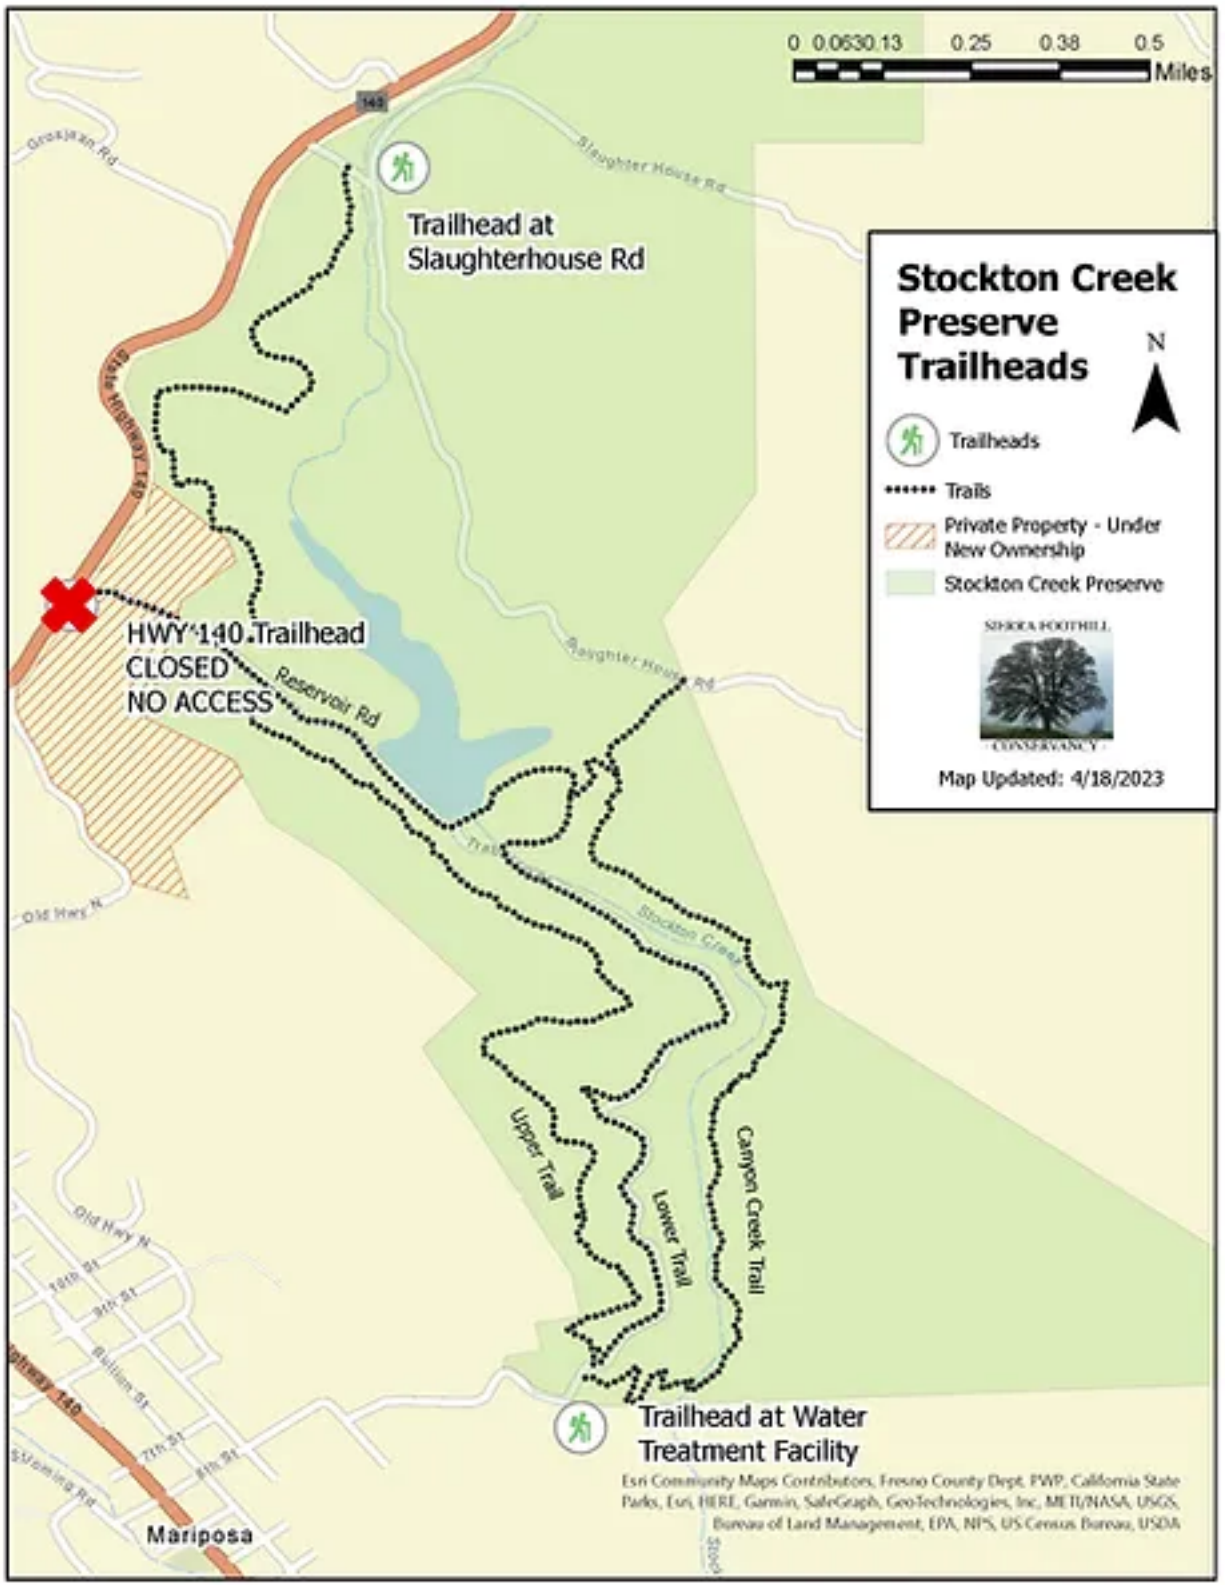 0 0.063 0.13 0.25 0.38 0.5
Miles
140
Grosjean Rd
Slaughter House Rd
Trailhead at
Slaughterhouse Rd
Stockton Creek
Preserve
Trailheads
N
Trailheads
Trails
Private Property - Under
New Ownership
Stockton Creek Preserve
SIERRA FOOTHILL
CONSERVANCY
Map Updated: 4/18/2023
State Highway 140
HWY 140 Trailhead
CLOSED
NO ACCESS
Reservoir Rd
Slaughter House Rd
Stockton Creek
Old Hwy N
Upper Trail
Lower Trail
Canyon Creek Trail
Old Hwy N
10th St
9th St
Bullion St
7th St
6th St
Highway 140
Mariposa
Trailhead at Water
Treatment Facility
Esri Community Maps Contributors, Fresno County Dept. PWP, California State
Parks, Esri, HERE, Garmin, SafeGraph, GeoTechnologies, Inc, METI/NASA, USGS,
Bureau of Land Management, EPA, NPS, US Census Bureau, USDA